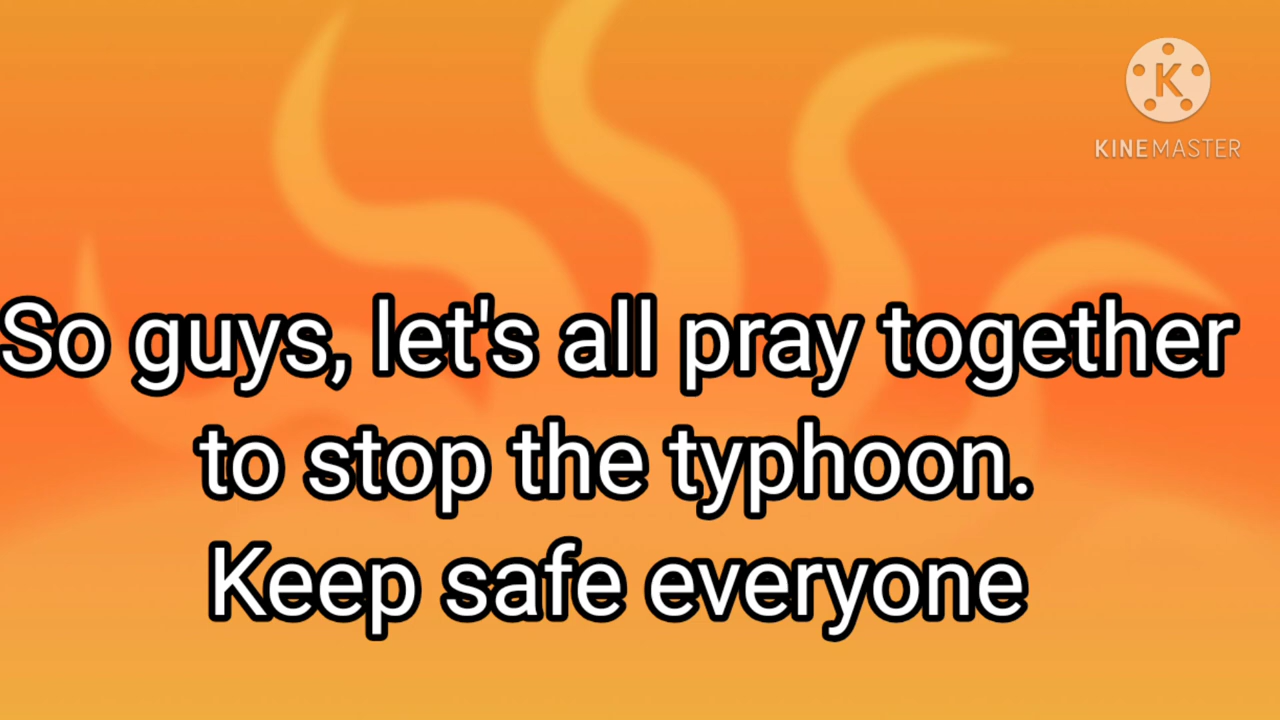 K
KINEMASTER
So guys, let's all pray together
to stop the typhoon.
Keep safe everyone